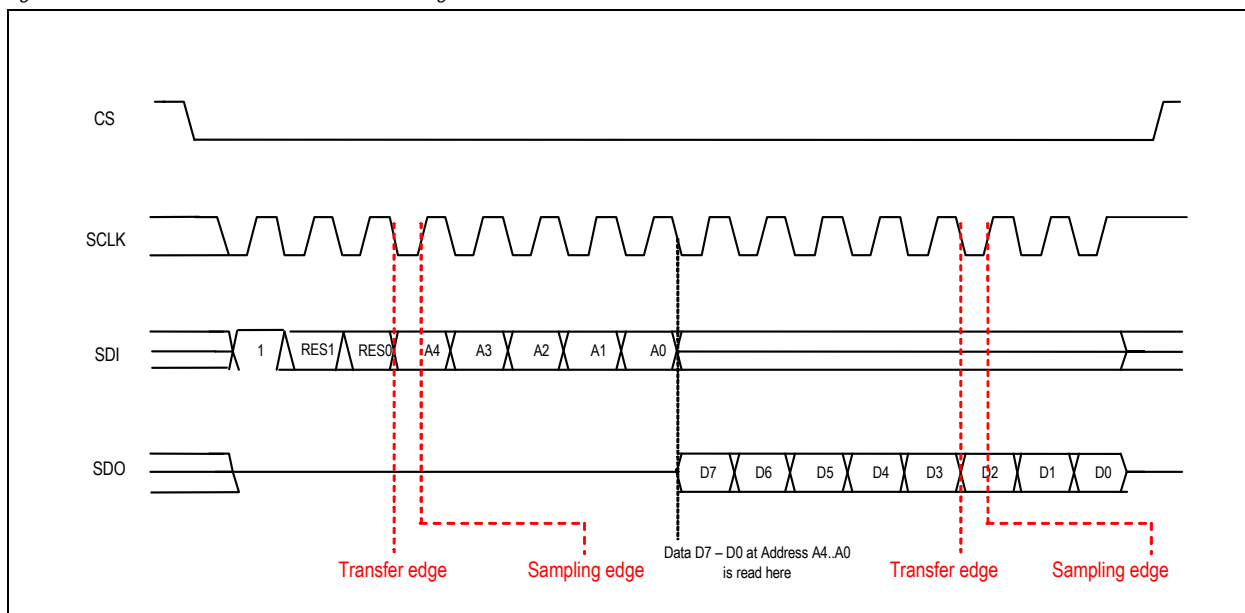 CS
SCLK
SDI 1 RES1 RES0 A4 A3 A2 A1 A0
SDO D7 D6 D5 D4 D3 D2 D1 D0
Data D7 – D0 at Address A4..A0
is read here
Transfer edge Sampling edge Transfer edge Sampling edge